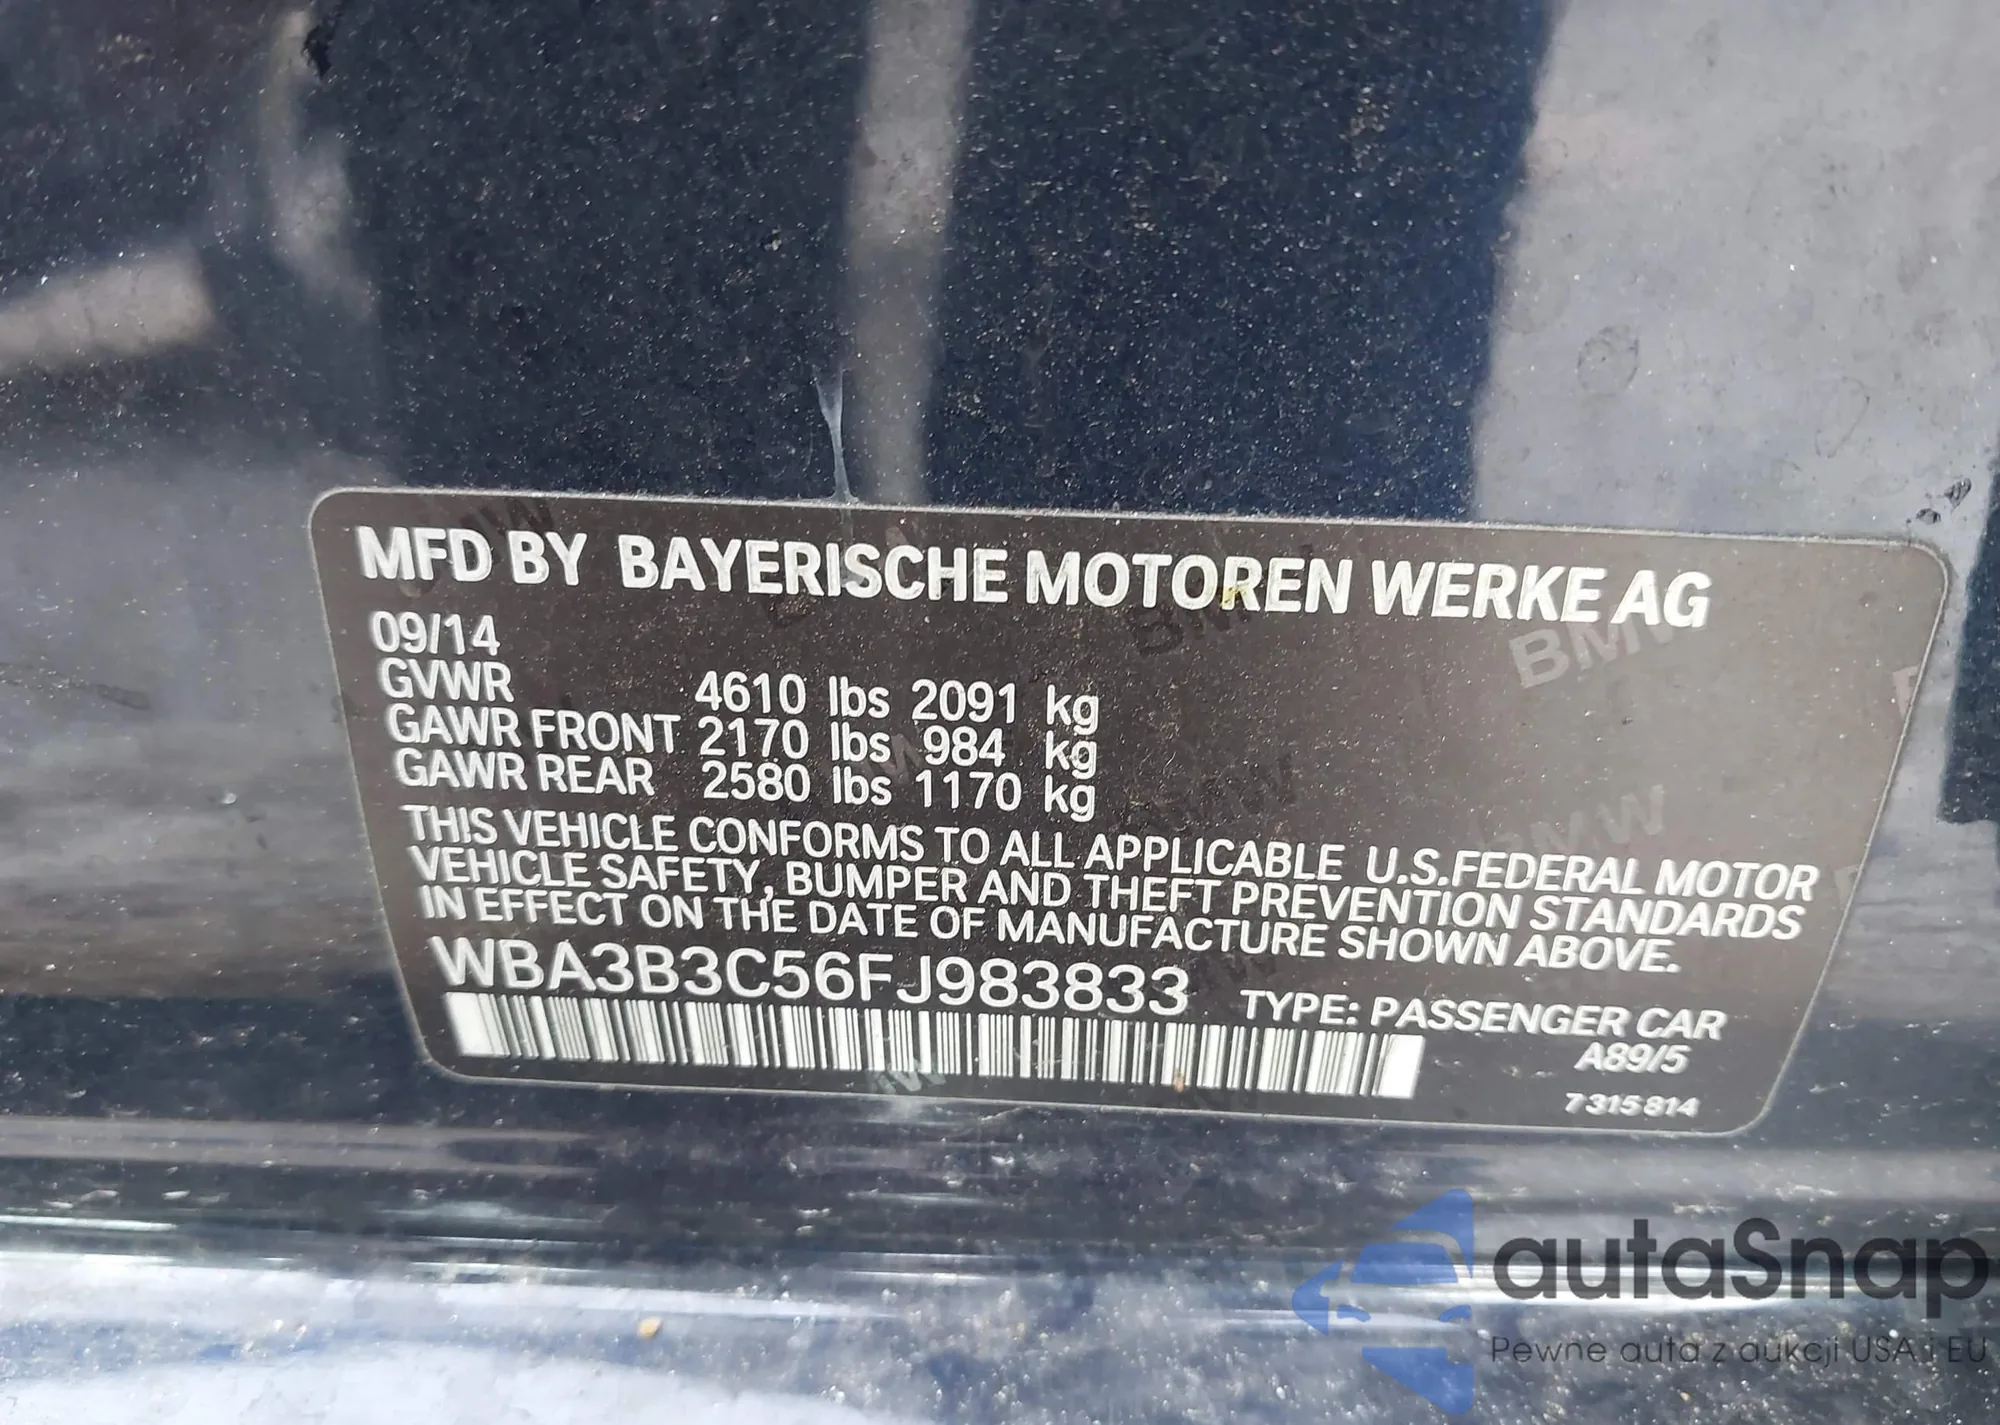 MFD BY BAYERISCHE MOTOREN WERKE AG
09/14
GVWR 4610 lbs 2091 kg
GAWR FRONT 2170 lbs 984 kg
GAWR REAR 2580 lbs 1170 kg
THIS VEHICLE CONFORMS TO ALL APPLICABLE U.S.FEDERAL MOTOR
VEHICLE SAFETY, BUMPER AND THEFT PREVENTION STANDARDS
IN EFFECT ON THE DATE OF MANUFACTURE SHOWN ABOVE.
WBA3B3C56FJ983833 TYPE: PASSENGER CAR
A89/5
7 315 814
autaSnap
Pewne auta z aukcji USA i EU